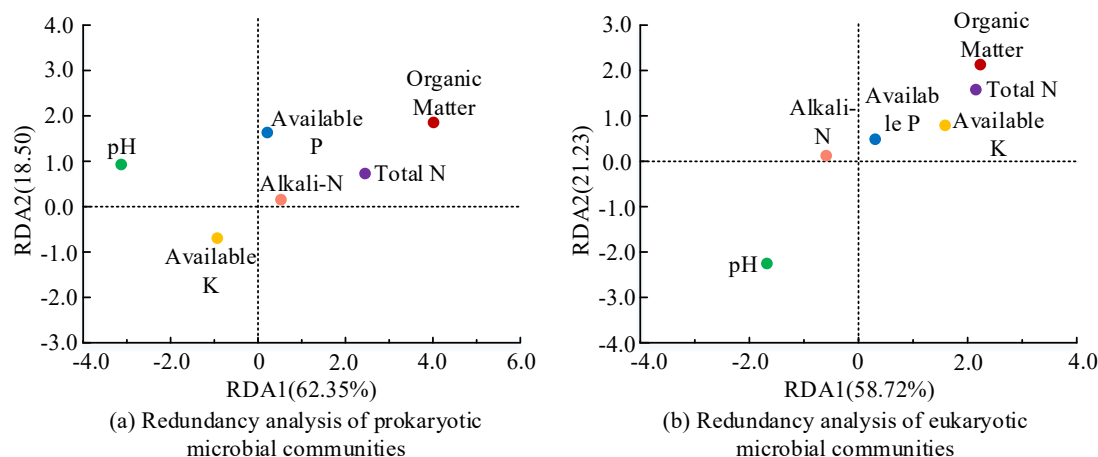 4.0
3.0
2.0
1.0
0.0
-1.0
-2.0
-3.0
RDA2(18.50)
pH
Available
P
Organic
Matter
Total N
Alkali-N
Available
K
-4.0
-2.0
0
2.0
4.0
6.0
RDA1(62.35%)
(a) Redundancy analysis of prokaryotic
microbial communities
3.0
2.0
1.0
0.0
-1.0
-2.0
-3.0
-4.0
RDA2(21.23)
Organic
Matter
Total N
Alkali-
N
Availab
le P
Available
K
pH
-4.0
-2.0
0
2.0
4.0
RDA1(58.72%)
(b) Redundancy analysis of eukaryotic
microbial communities